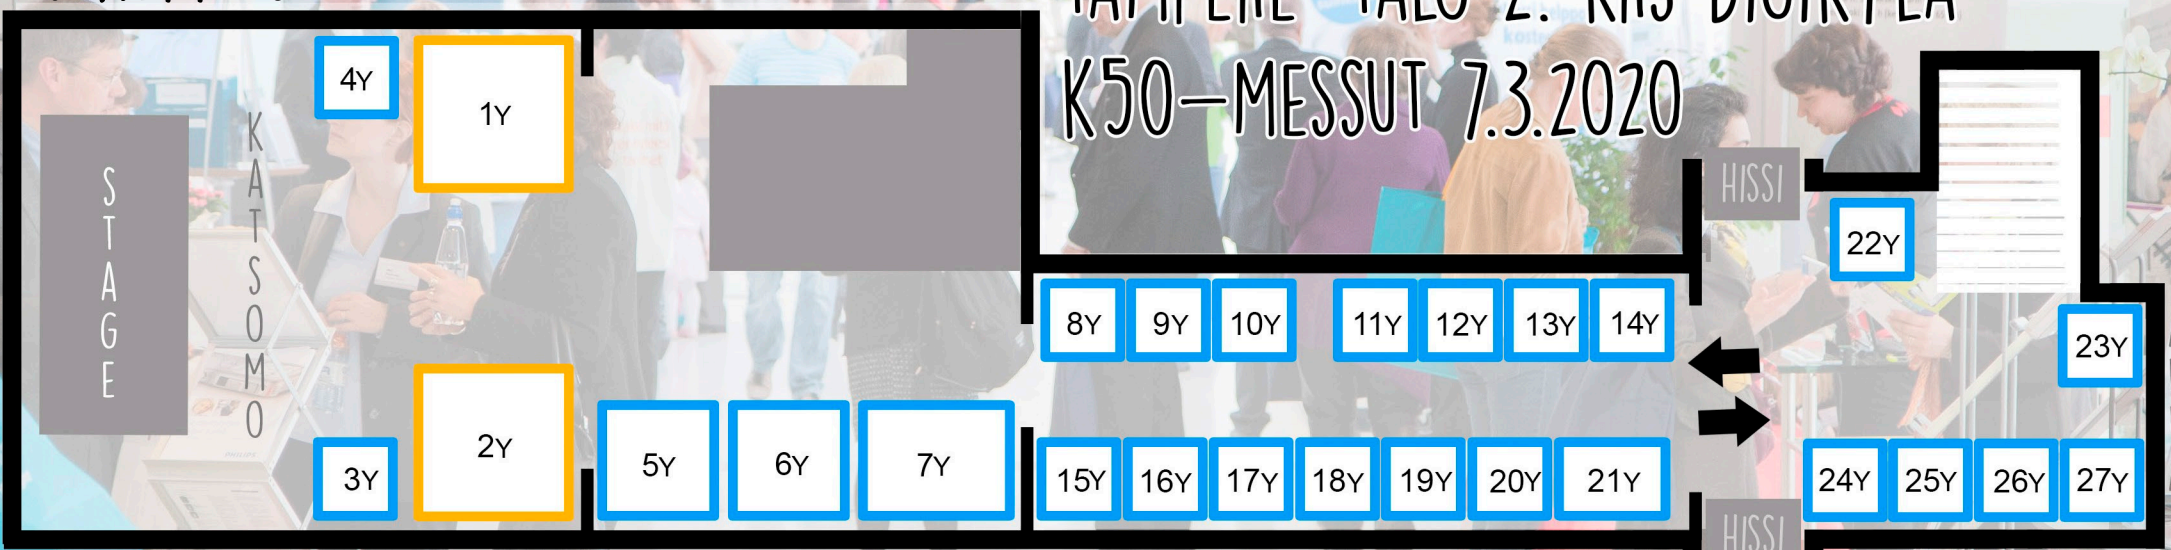 K50-MESSUT 7.3.2020
STAGE
KATSOMO
4Y
1Y
3Y
2Y
5Y
6Y
7Y
8Y 9Y 10Y 11Y 12Y 13Y 14Y
15Y 16Y 17Y 18Y 19Y 20Y 21Y
HISSI
22Y
23Y
24Y 25Y 26Y 27Y
HISSI